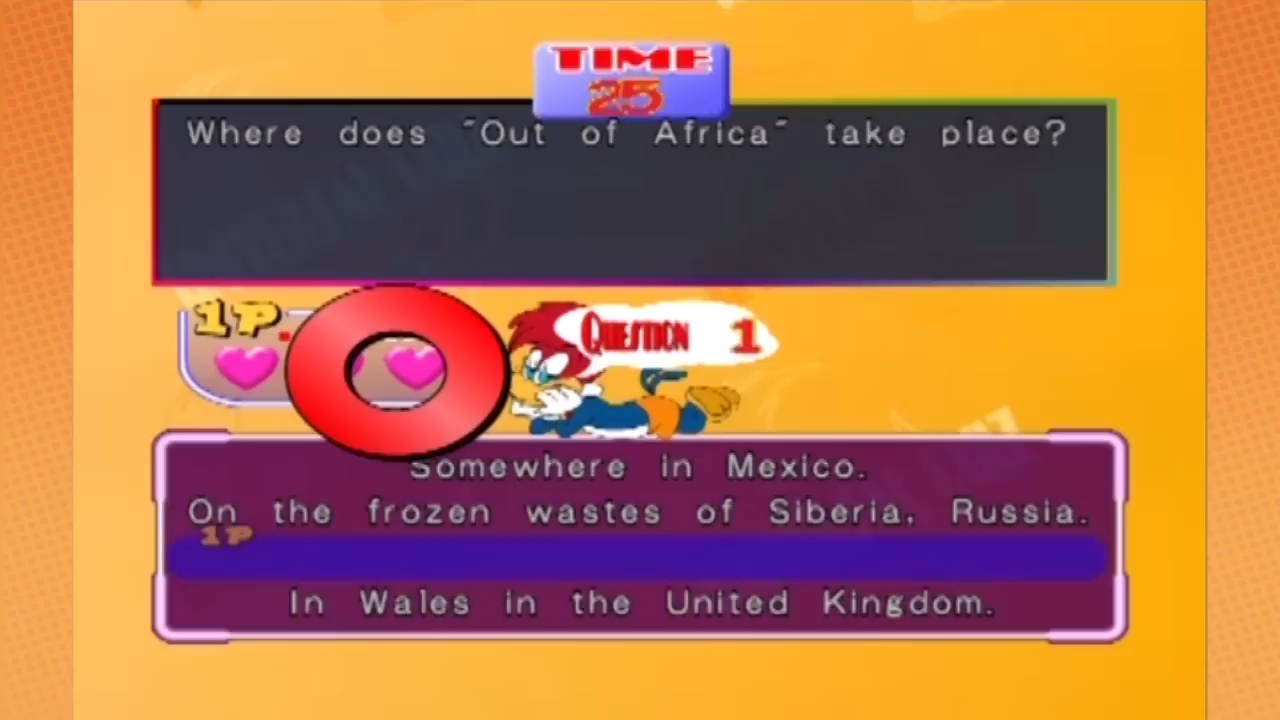 TIME
25
Where does "Out of Africa" take place?
1P.
QUESTION 1
Somewhere in Mexico.
On the frozen wastes of Siberia, Russia.
1P
In Wales in the United Kingdom.